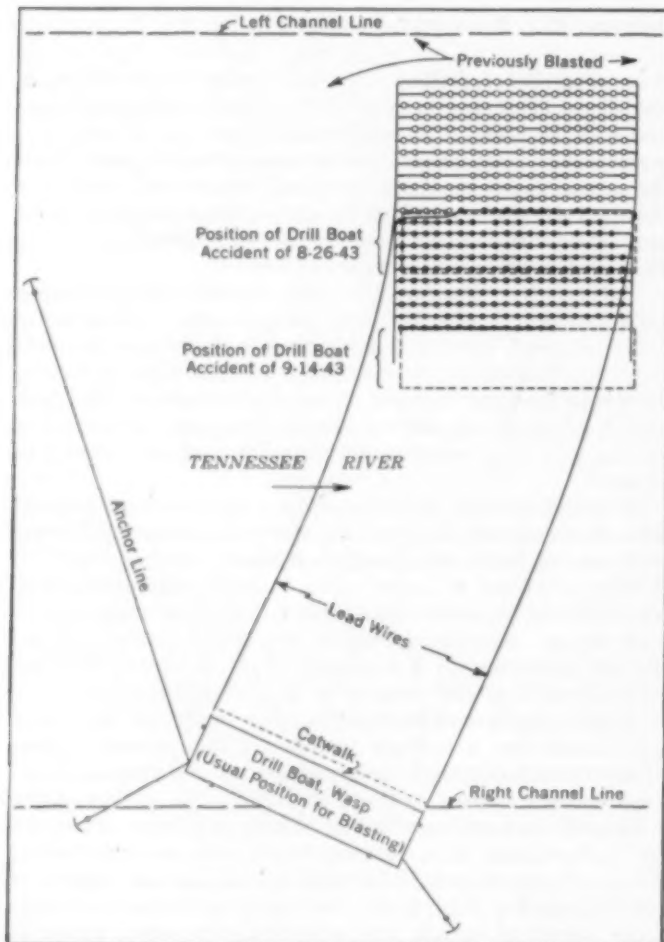 Left Channel Line
Previously Blasted
Position of Drill Boat
Accident of 8-26-43
Position of Drill Boat
Accident of 9-14-43
TENNESSEE RIVER
Anchor Line
Lead Wires
Catwalk
Drill Boat, Wasp
(Usual Position for Blasting)
Right Channel Line